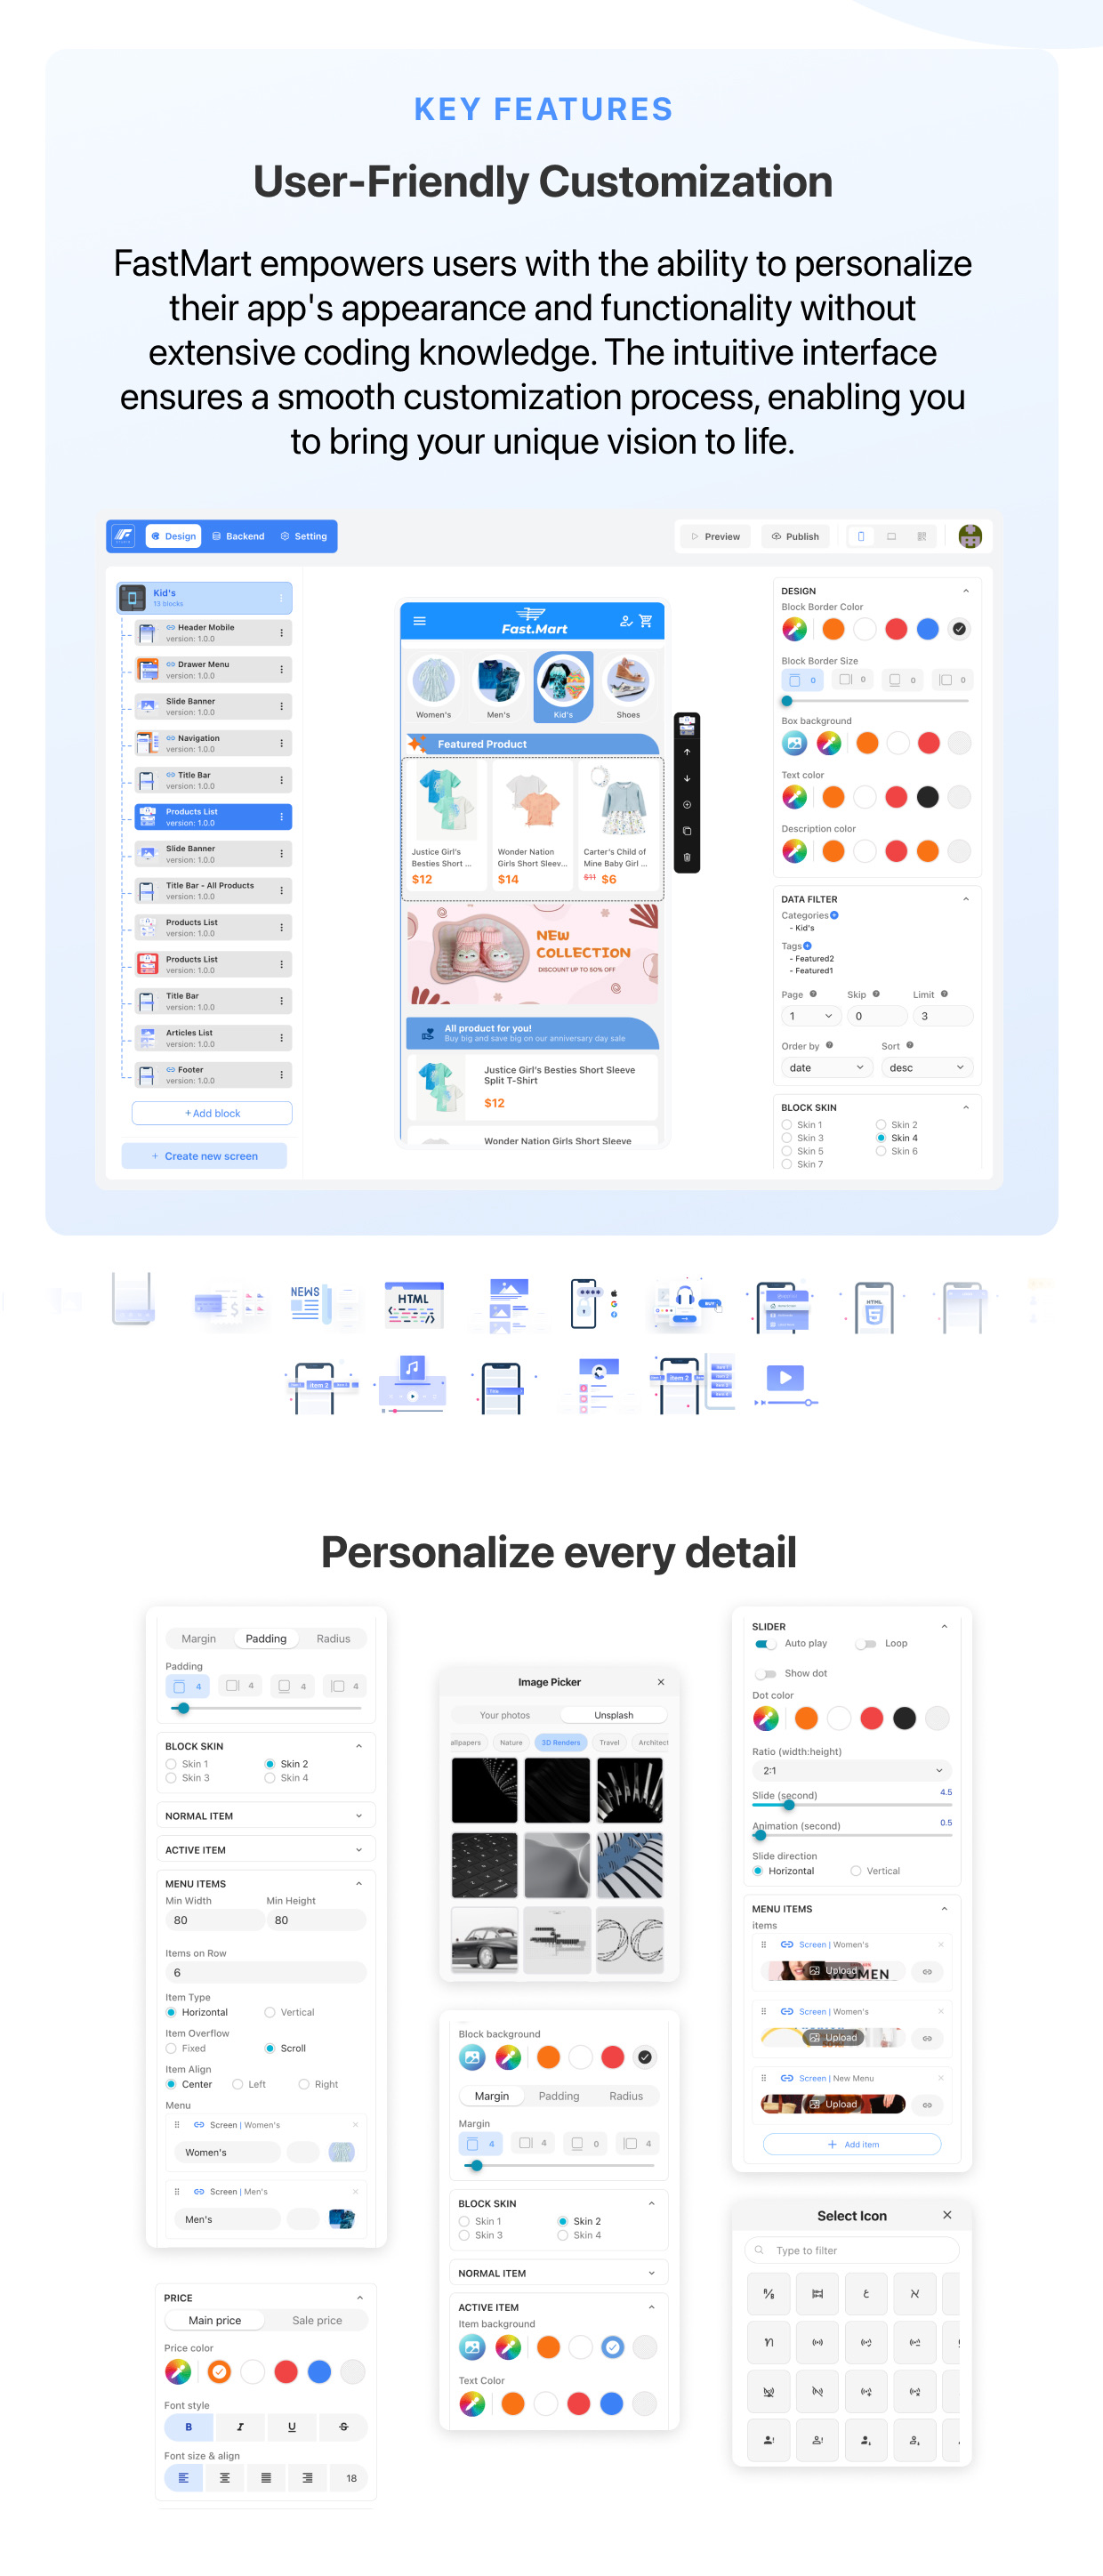 KEY FEATURES
User-Friendly Customization
FastMart empowers users with the ability to personalize
their app's appearance and functionality without
extensive coding knowledge. The intuitive interface
ensures a smooth customization process, enabling you
to bring your unique vision to life.
Design Backend Setting
Preview Publish
Kid's
13 blocks
Header Mobile
version: 1.0.0
Drawer Menu
version: 1.0.0
Slide Banner
version: 1.0.0
Navigation
version: 1.0.0
Title Bar
version: 1.0.0
Products List
version: 1.0.0
Slide Banner
version: 1.0.0
Title Bar - All Products
version: 1.0.0
Products List
version: 1.0.0
Products List
version: 1.0.0
Title Bar
version: 1.0.0
Articles List
version: 1.0.0
Footer
version: 1.0.0
+ Add block
+ Create new screen
Fast.Mart
Women's Men's Kid's Shoes
Featured Product
Justice Girl's
Besties Short ...
$12
Wonder Nation
Girls Short Sleev...
$14
Carter's Child of
Mine Baby Girl ...
$11 $6
NEW
COLLECTION
DISCOUNT UP TO 50% OFF
All product for you!
Buy big and save big on our anniversary day sale
Justice Girl's Besties Short Sleeve
Split T-Shirt
$12
Wonder Nation Girls Short Sleeve
DESIGN
Block Border Color
Block Border Size
0 0 0 0
Box background
Text color
Description color
DATA FILTER
Categories
- Kid's
Tags
- Featured2
- Featured1
Page Skip Limit
1 0 3
Order by Sort
date desc
BLOCK SKIN
Skin 1 Skin 2
Skin 3 Skin 4
Skin 5 Skin 6
Skin 7
NEWS
HTML
BUY
HTML
item 2
Title
item 2
Personalize every detail
Margin Padding Radius
Padding
4 4 4 4
BLOCK SKIN
Skin 1 Skin 2
Skin 3 Skin 4
NORMAL ITEM
ACTIVE ITEM
MENU ITEMS
Min Width Min Height
80 80
Items on Row
6
Item Type
Horizontal Vertical
Item Overflow
Fixed Scroll
Item Align
Center Left Right
Menu
Screen | Women's
Women's
Screen | Men's
Men's
PRICE
Main price Sale price
Price color
Font style
B I U S
Font size & align
18
Image Picker
Your photos Unsplash
allpapers Nature 3D Renders Travel Architect
Block background
Margin Padding Radius
Margin
4 4 0 4
BLOCK SKIN
Skin 1 Skin 2
Skin 3 Skin 4
NORMAL ITEM
ACTIVE ITEM
Item background
Text Color
SLIDER
Auto play Loop
Show dot
Dot color
Ratio (width:height)
2:1
Slide (second) 4.5
Animation (second) 0.5
Slide direction
Horizontal Vertical
MENU ITEMS
items
Screen | Women's
Upload
Screen | Women's
Upload
Screen | New Menu
Upload
+ Add item
Select Icon
Type to filter